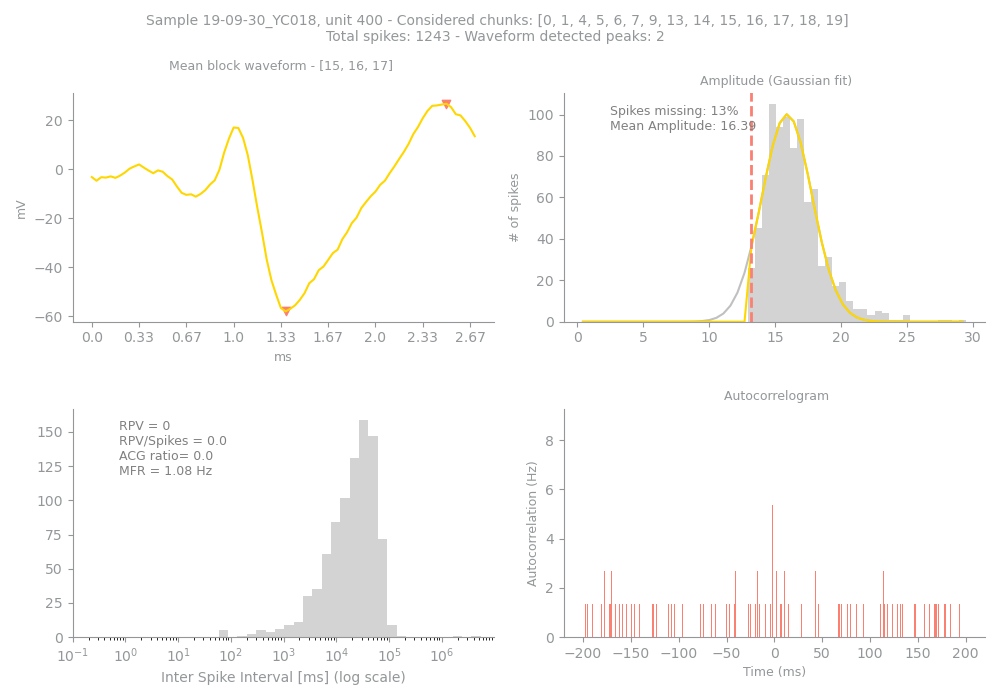 Sample 19-09-30_YC018, unit 400 - Considered chunks: [0, 1, 4, 5, 6, 7, 9, 13, 14, 15, 16, 17, 18, 19]
Total spikes: 1243 - Waveform detected peaks: 2
Mean block waveform - [15, 16, 17]
20
0
−20
−40
−60
mV
0.0 0.33 0.67 1.0 1.33 1.67 2.0 2.33 2.67
ms
Amplitude (Gaussian fit)
Spikes missing: 13%
Mean Amplitude: 16.39
100
80
60
40
20
0
# of spikes
0 5 10 15 20 25 30
RPV = 0
RPV/Spikes = 0.0
ACG ratio= 0.0
MFR = 1.08 Hz
150
125
100
75
50
25
0
10⁻¹ 10⁰ 10¹ 10² 10³ 10⁴ 10⁵ 10⁶
Inter Spike Interval [ms] (log scale)
Autocorrelogram
8
6
4
2
0
Autocorrelation (Hz)
−200 −150 −100 −50 0 50 100 150 200
Time (ms)